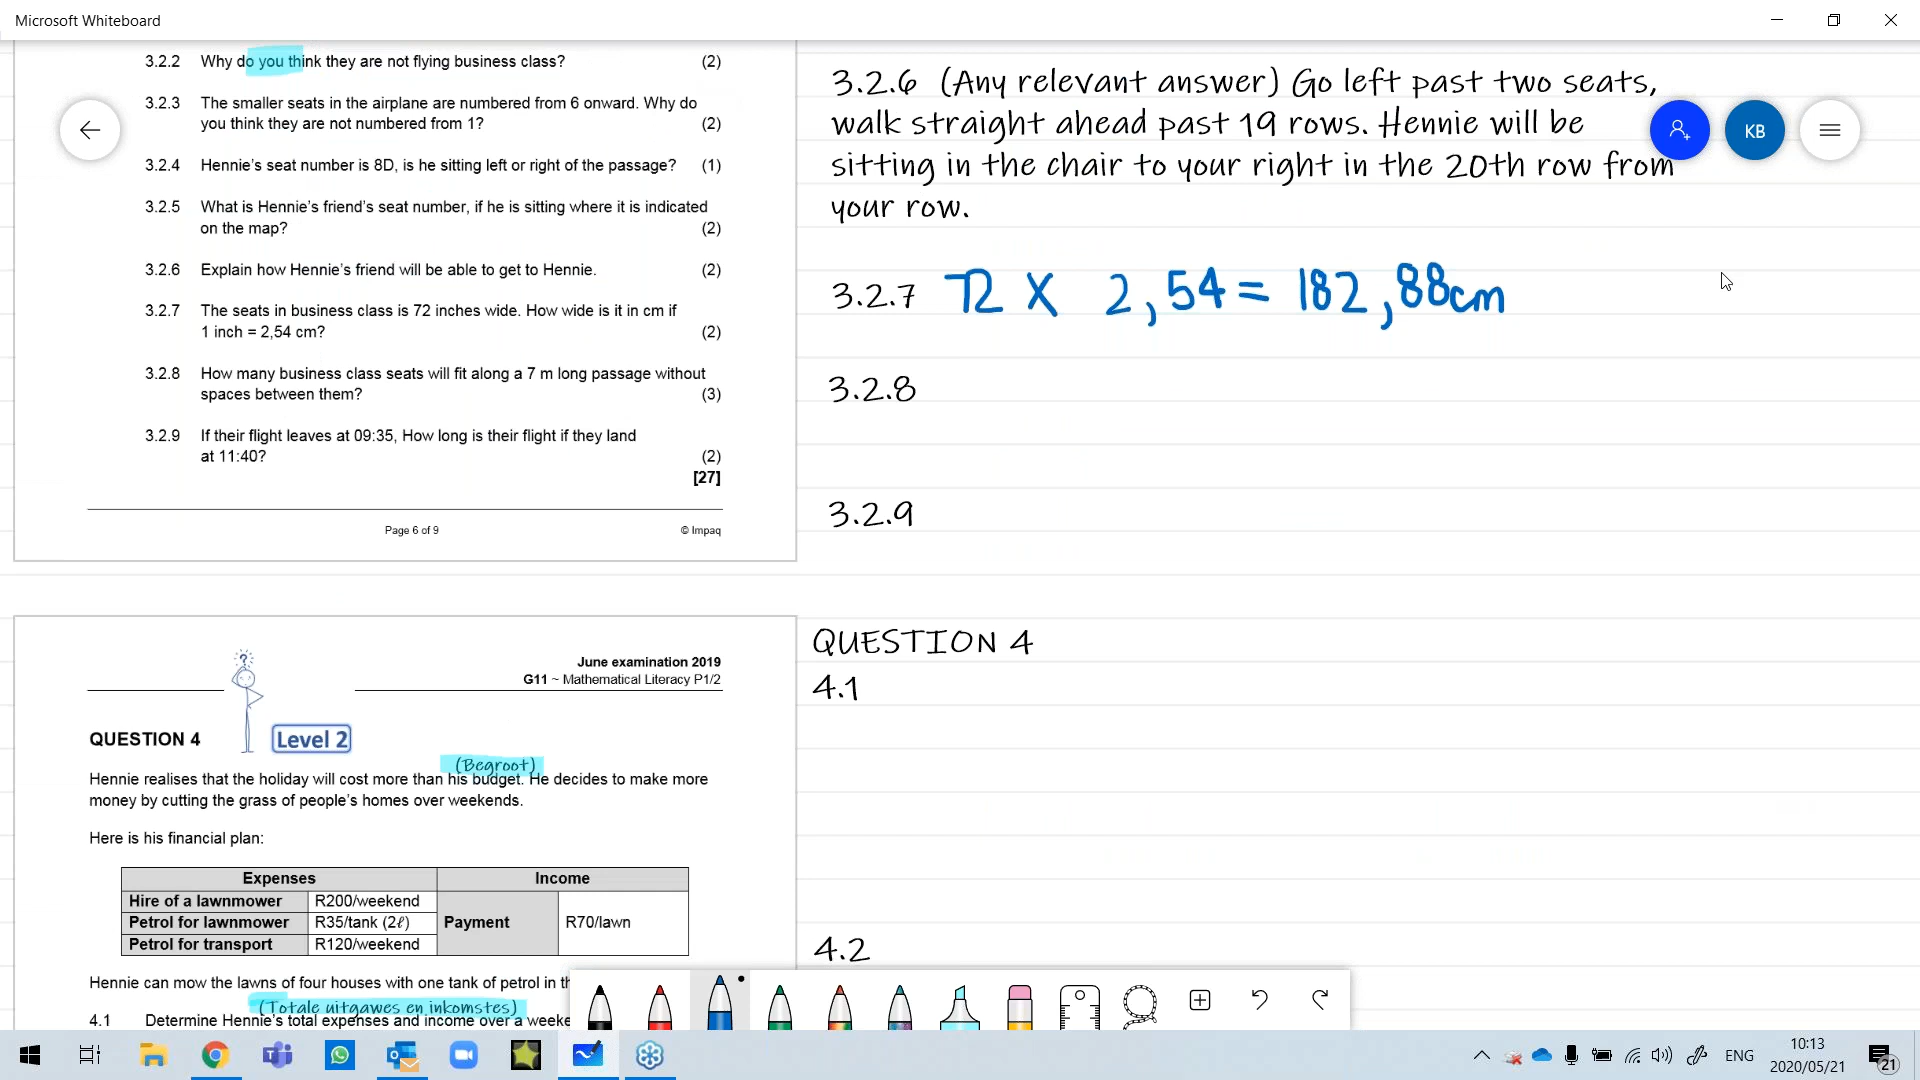 Microsoft Whiteboard
3.2.2 Why do you think they are not flying business class? (2)
3.2.3 The smaller seats in the airplane are numbered from 6 onward. Why do
you think they are not numbered from 1? (2)
3.2.4 Hennie's seat number is 8D, is he sitting left or right of the passage? (1)
3.2.5 What is Hennie's friend's seat number, if he is sitting where it is indicated
on the map? (2)
3.2.6 Explain how Hennie's friend will be able to get to Hennie. (2)
3.2.7 The seats in business class is 72 inches wide. How wide is it in cm if
1 inch = 2,54 cm? (2)
3.2.8 How many business class seats will fit along a 7 m long passage without
spaces between them? (3)
3.2.9 If their flight leaves at 09:35, How long is their flight if they land
at 11:40? (2)
[27]
Page 6 of 9 © Impaq
3.2.6 (Any relevant answer) Go left past two seats,
walk straight ahead past 19 rows. Hennie will be
sitting in the chair to your right in the 20th row from
your row.
KB
3.2.7 72 X 2,54 = 182,88cm
3.2.8
3.2.9
June examination 2019
G11 ~ Mathematical Literacy P1/2
QUESTION 4 Level 2
(Begroot)
Hennie realises that the holiday will cost more than his budget. He decides to make more
money by cutting the grass of people's homes over weekends.
Here is his financial plan:
Expenses Income
Hire of a lawnmower R200/weekend
Petrol for lawnmower R35/tank (2ℓ) Payment R70/lawn
Petrol for transport R120/weekend
Hennie can mow the lawns of four houses with one tank of petrol in th
(Totale uitgawes en inkomstes)
4.1 Determine Hennie's total expenses and income over a weeke
QUESTION 4
4.1
4.2
ENG
10:13
2020/05/21
21